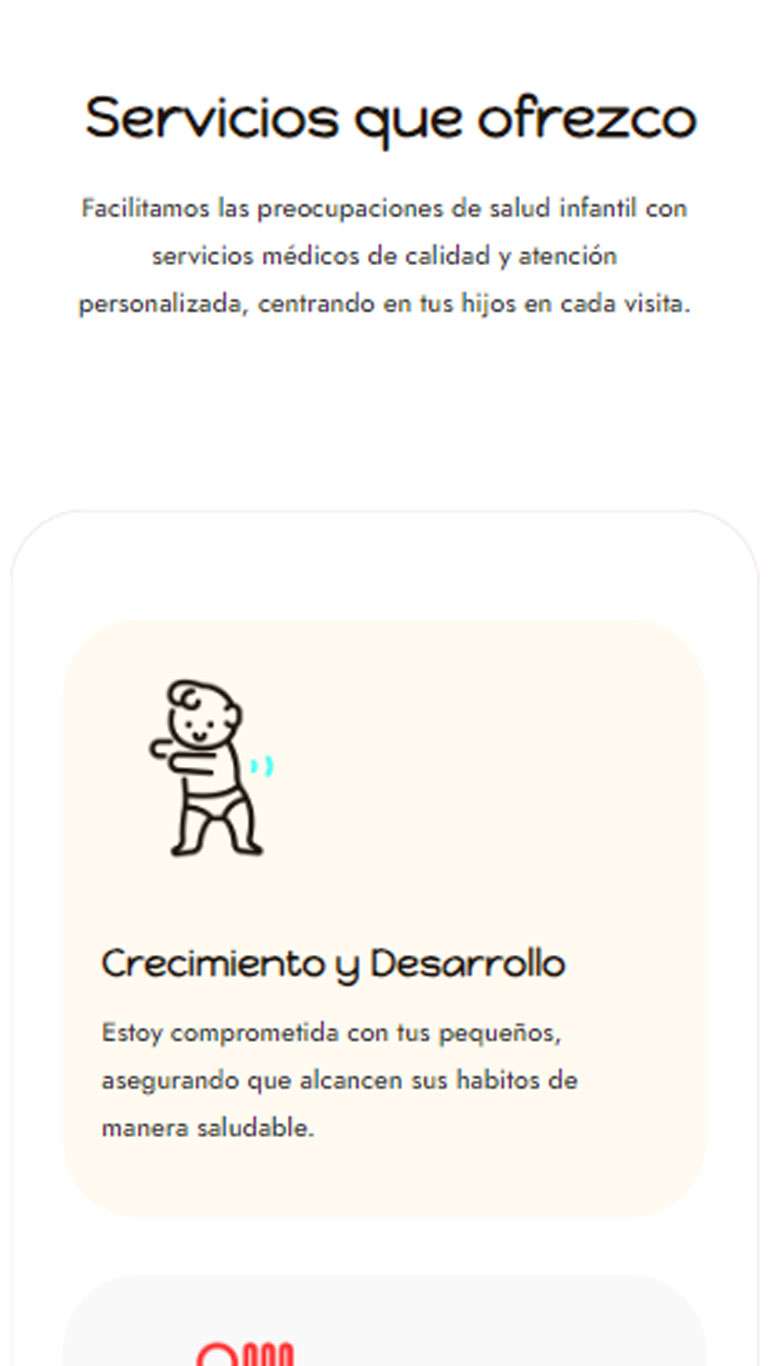 Servicios que ofrezco
Facilitamos las preocupaciones de salud infantil con
servicios médicos de calidad y atención
personalizada, centrando en tus hijos en cada visita.
Crecimiento y Desarrollo
Estoy comprometida con tus pequeños,
asegurando que alcancen sus habitos de
manera saludable.